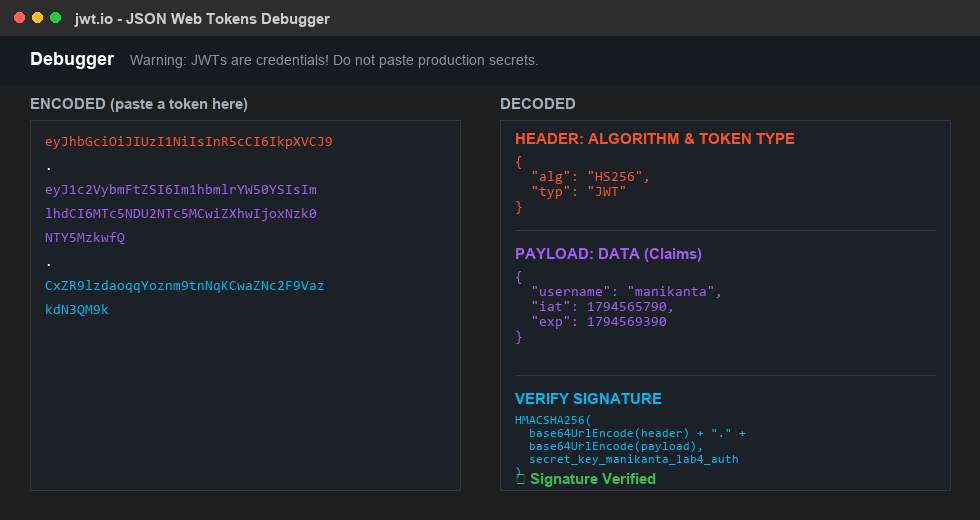 jwt.io - JSON Web Tokens Debugger
Debugger Warning: JWTs are credentials! Do not paste production secrets.
ENCODED (paste a token here)
eyJhbGciOiJIUzI1NiIsInR5cCI6IkpXVCJ9
.
eyJ1c2VybmFtZSI6Im1hbmlrYW50YSIsIm
lhdCI6MTc5NDU2NTc5MCwiZXhwIjoxNzk0
NTY5MzkwfQ
.
CxZR9lzdaoqqYoznm9tnNqKCwaZNc2F9Vaz
kdN3QM9k
DECODED
HEADER: ALGORITHM & TOKEN TYPE
{
"alg": "HS256",
"typ": "JWT"
}
PAYLOAD: DATA (Claims)
{
"username": "manikanta",
"iat": 1794565790,
"exp": 1794569390
}
VERIFY SIGNATURE
HMACSHA256(
base64UrlEncode(header) + "." +
base64UrlEncode(payload),
secret_key_manikanta_lab4_auth
)
Signature Verified